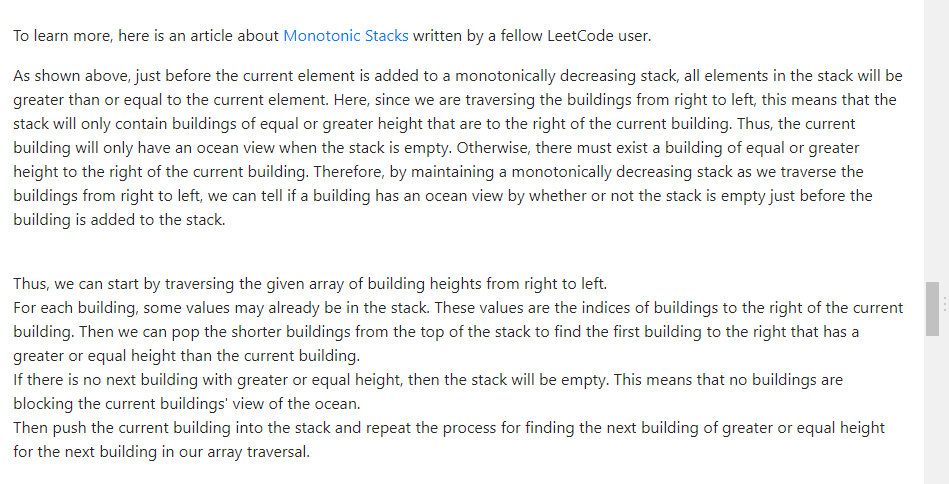 To learn more, here is an article about Monotonic Stacks written by a fellow LeetCode user.
As shown above, just before the current element is added to a monotonically decreasing stack, all elements in the stack will be
greater than or equal to the current element. Here, since we are traversing the buildings from right to left, this means that the
stack will only contain buildings of equal or greater height that are to the right of the current building. Thus, the current
building will only have an ocean view when the stack is empty. Otherwise, there must exist a building of equal or greater
height to the right of the current building. Therefore, by maintaining a monotonically decreasing stack as we traverse the
buildings from right to left, we can tell if a building has an ocean view by whether or not the stack is empty just before the
building is added to the stack.
Thus, we can start by traversing the given array of building heights from right to left.
For each building, some values may already be in the stack. These values are the indices of buildings to the right of the current
building. Then we can pop the shorter buildings from the top of the stack to find the first building to the right that has a
greater or equal height than the current building.
If there is no next building with greater or equal height, then the stack will be empty. This means that no buildings are
blocking the current buildings' view of the ocean.
Then push the current building into the stack and repeat the process for finding the next building of greater or equal height
for the next building in our array traversal.